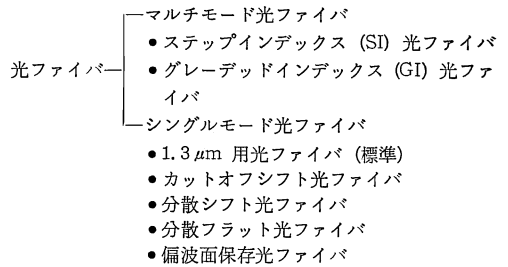 マルチモード光ファイバ
• ステップインデックス (SI) 光ファイバ
光ファイバ
• グレーデッドインデックス (GI) 光ファ
イバ
シングルモード光ファイバ
• 1.3 μm 用光ファイバ (標準)
• カットオフシフト光ファイバ
• 分散シフト光ファイバ
• 分散フラット光ファイバ
• 偏波面保存光ファイバ